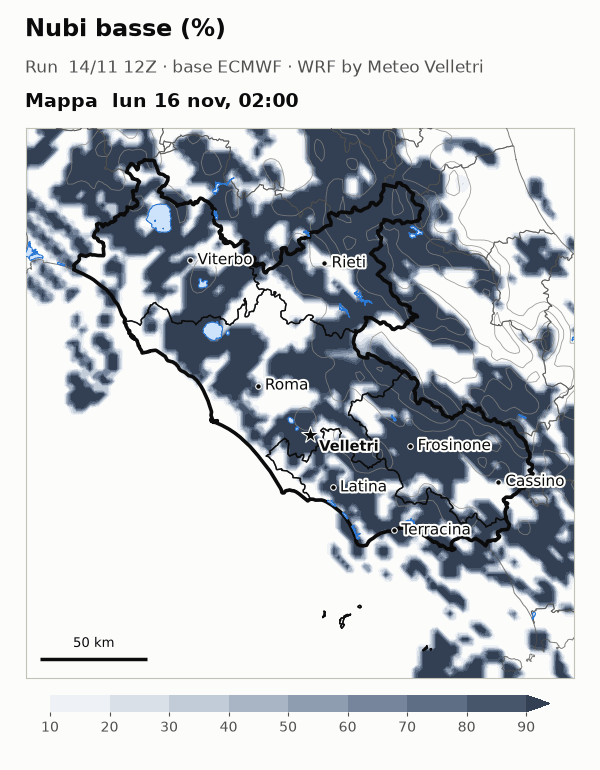 Nubi basse (%)
Run  14/11 12Z · base ECMWF · WRF by Meteo Velletri
Mappa  lun 16 nov, 02:00
Viterbo
Rieti
Roma
Velletri
Frosinone
Latina
Cassino
Terracina
50 km
10 20 30 40 50 60 70 80 90